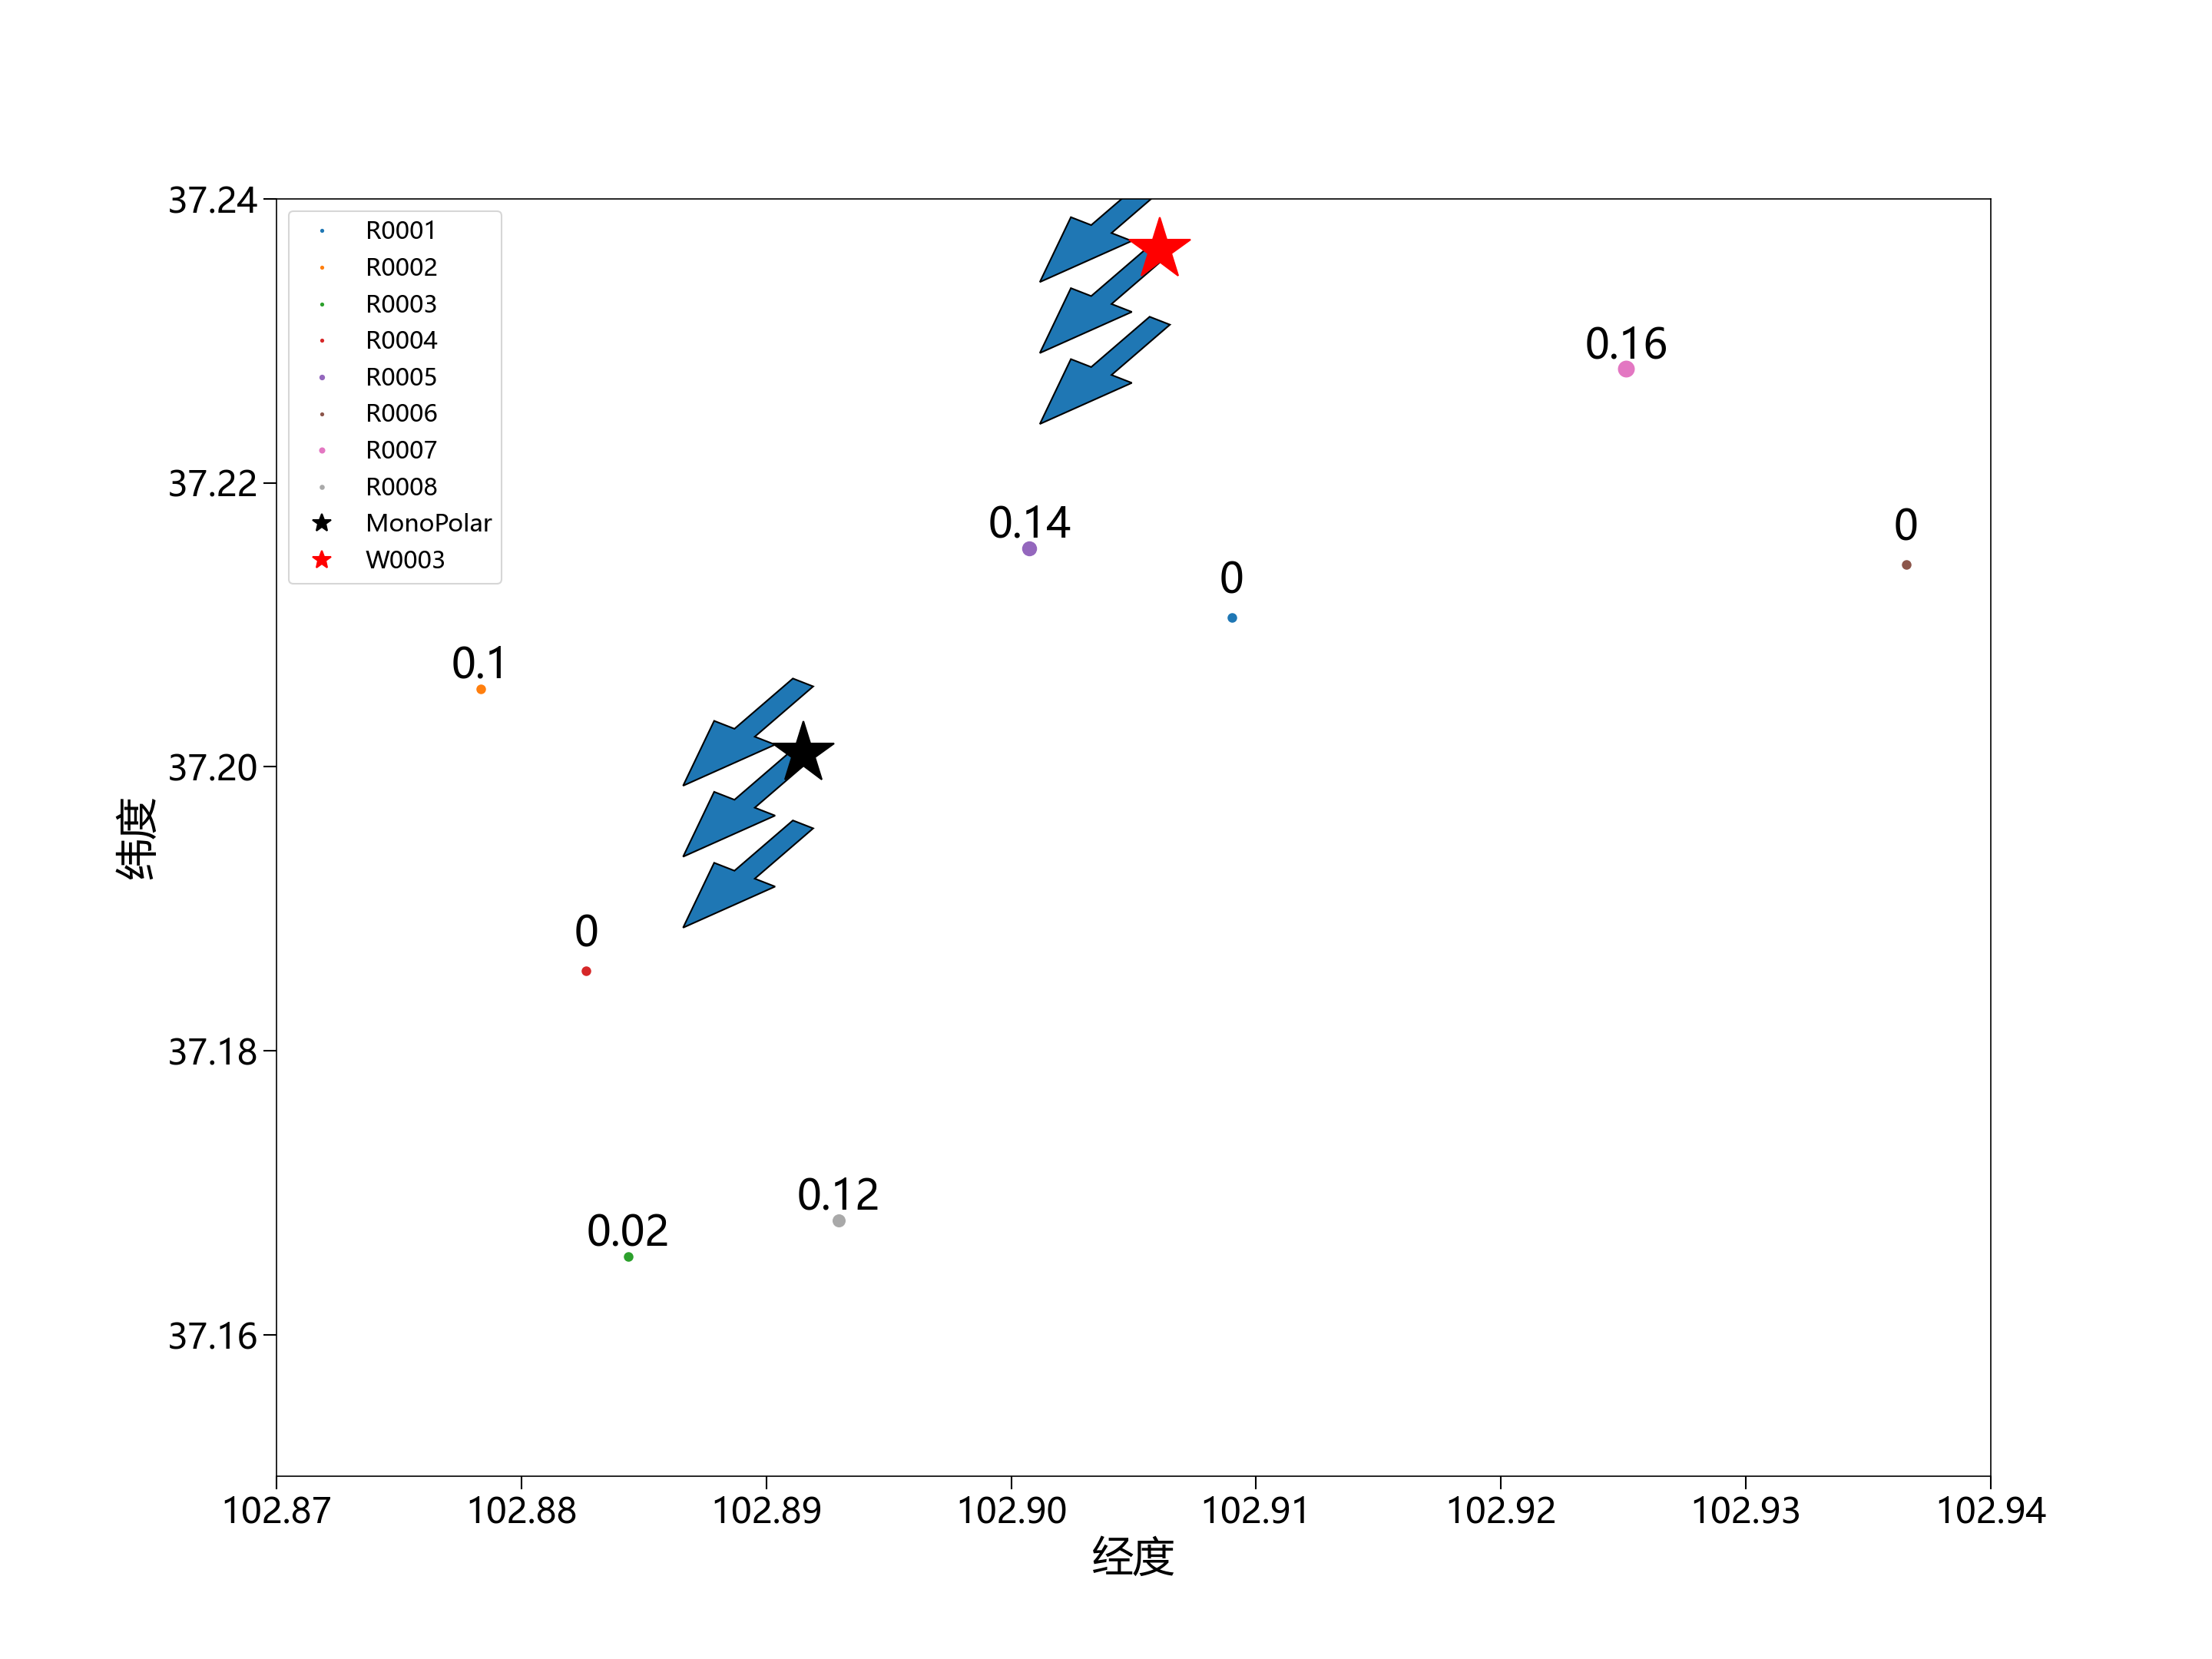 37.24
37.22
37.20
37.18
37.16
纬度
R0001
R0002
R0003
R0004
R0005
R0006
R0007
R0008
MonoPolar
W0003
0.16
0.14
0
0
0.1
0
0.12
0.02
102.87 102.88 102.89 102.90 102.91 102.92 102.93 102.94
经度